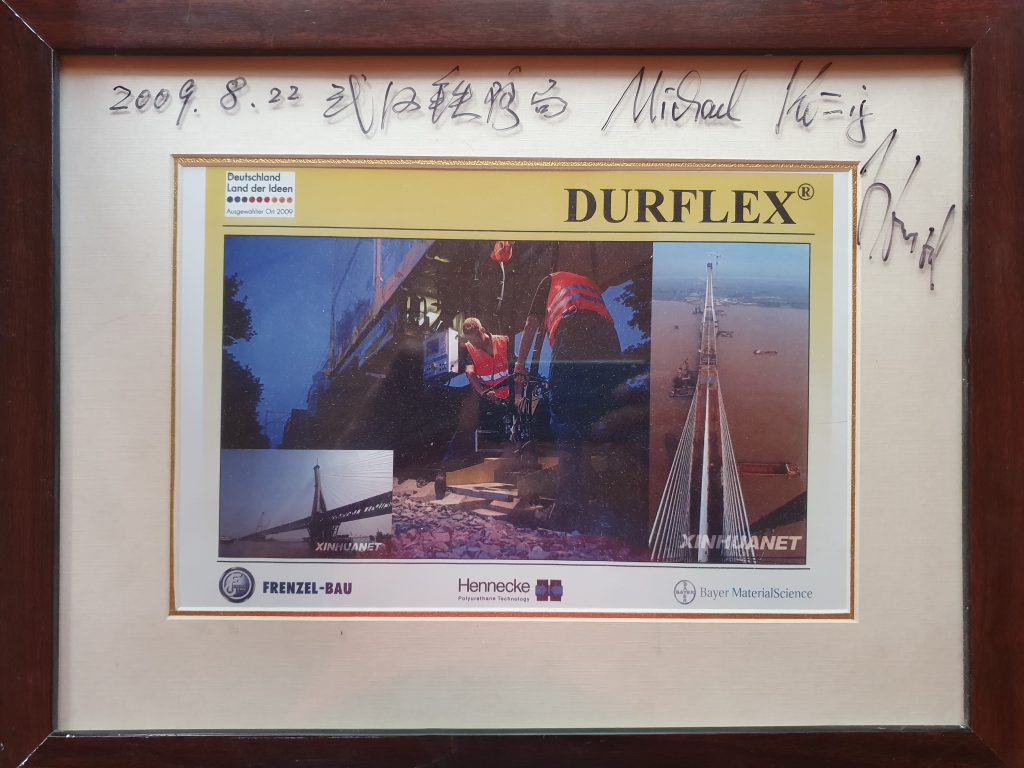 2009. 8. 22 武汉铁路局 Michael
Deutschland
Land der Ideen
Ausgewählter Ort 2009
DURFLEX®
XINHUANET
XINHUANET
FRENZEL-BAU
Hennecke
Polyurethane Technology
BAYER
Bayer MaterialScience